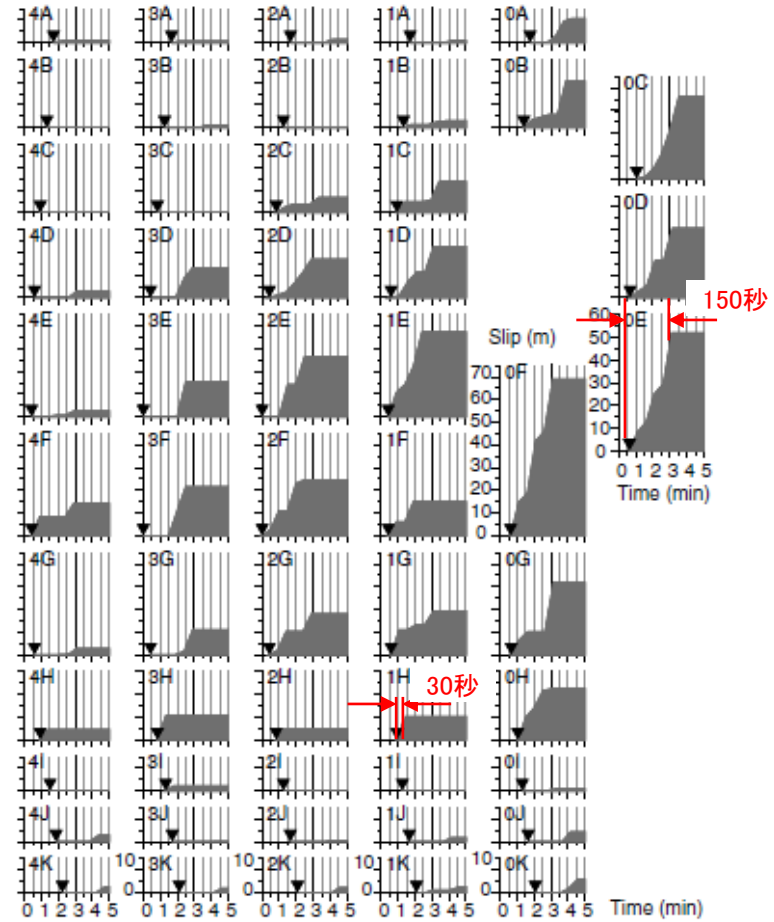 4A 3A 2A 1A 0A
4B 3B 2B 1B 0B 0C
4C 3C 2C 1C
0D
4D 3D 2D 1D
150秒
4E 3E 2E 1E 60 0E
Slip (m)
50
40
30
20
10
0
0 1 2 3 4 5
Time (min)
70 0F
60
50
40
30
20
10
0
4F 3F 2F 1F
4G 3G 2G 1G 0G
4H 3H 2H 1H 0H
30秒
4I 3I 2I 1I 0I
4J 3J 2J 1J 0J
4K 10 3K 10 2K 10 1K 10 0K
0 0 0 0
0 1 2 3 4 5 0 1 2 3 4 5 0 1 2 3 4 5 0 1 2 3 4 5 0 1 2 3 4 5 Time (min)